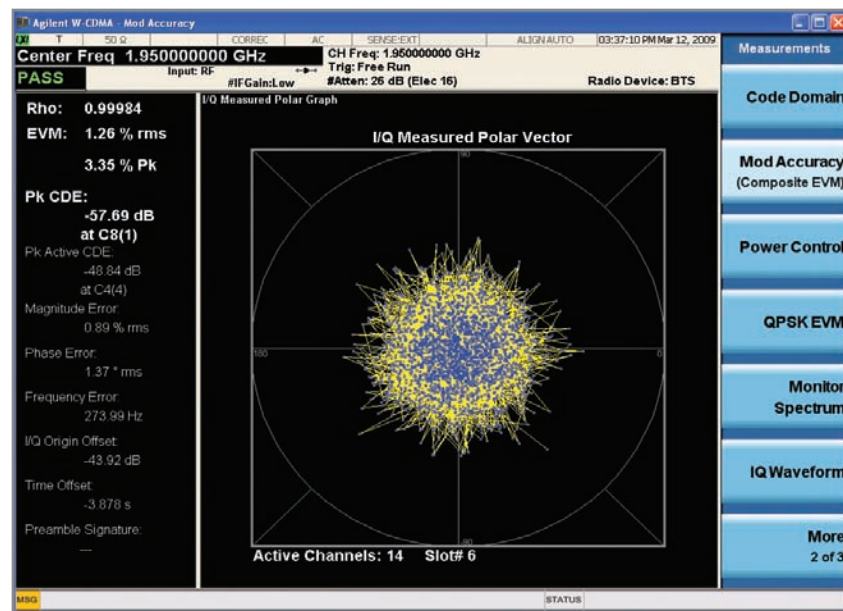 Agilent W-CDMA - Mod Accuracy
T 50 Ω CORREC AC SENSE:EXT ALIGN AUTO 03:37:10 PM Mar 12, 2009
Center Freq 1.950000000 GHz
CH Freq: 1.950000000 GHz
Input: RF
Trig: Free Run
PASS
#IFGain:Low
#Atten: 26 dB (Elec 16)
Radio Device: BTS
Rho: 0.99984
EVM: 1.26 % rms
3.35 % Pk
Pk CDE:
-57.69 dB
at C8(1)
Pk Active CDE:
-48.84 dB
at C4(4)
Magnitude Error:
0.89 % rms
Phase Error:
1.37 ° rms
Frequency Error:
273.99 Hz
I/Q Origin Offset:
-43.92 dB
Time Offset:
-3.878 s
Preamble Signature:
---
I/Q Measured Polar Graph
I/Q Measured Polar Vector
90
180
0
-90
Active Channels: 14 Slot# 6
Measurements
Code Domain
Mod Accuracy
(Composite EVM)
Power Control
QPSK EVM
Monitor
Spectrum
IQ Waveform
More
2 of 3
MSG
STATUS